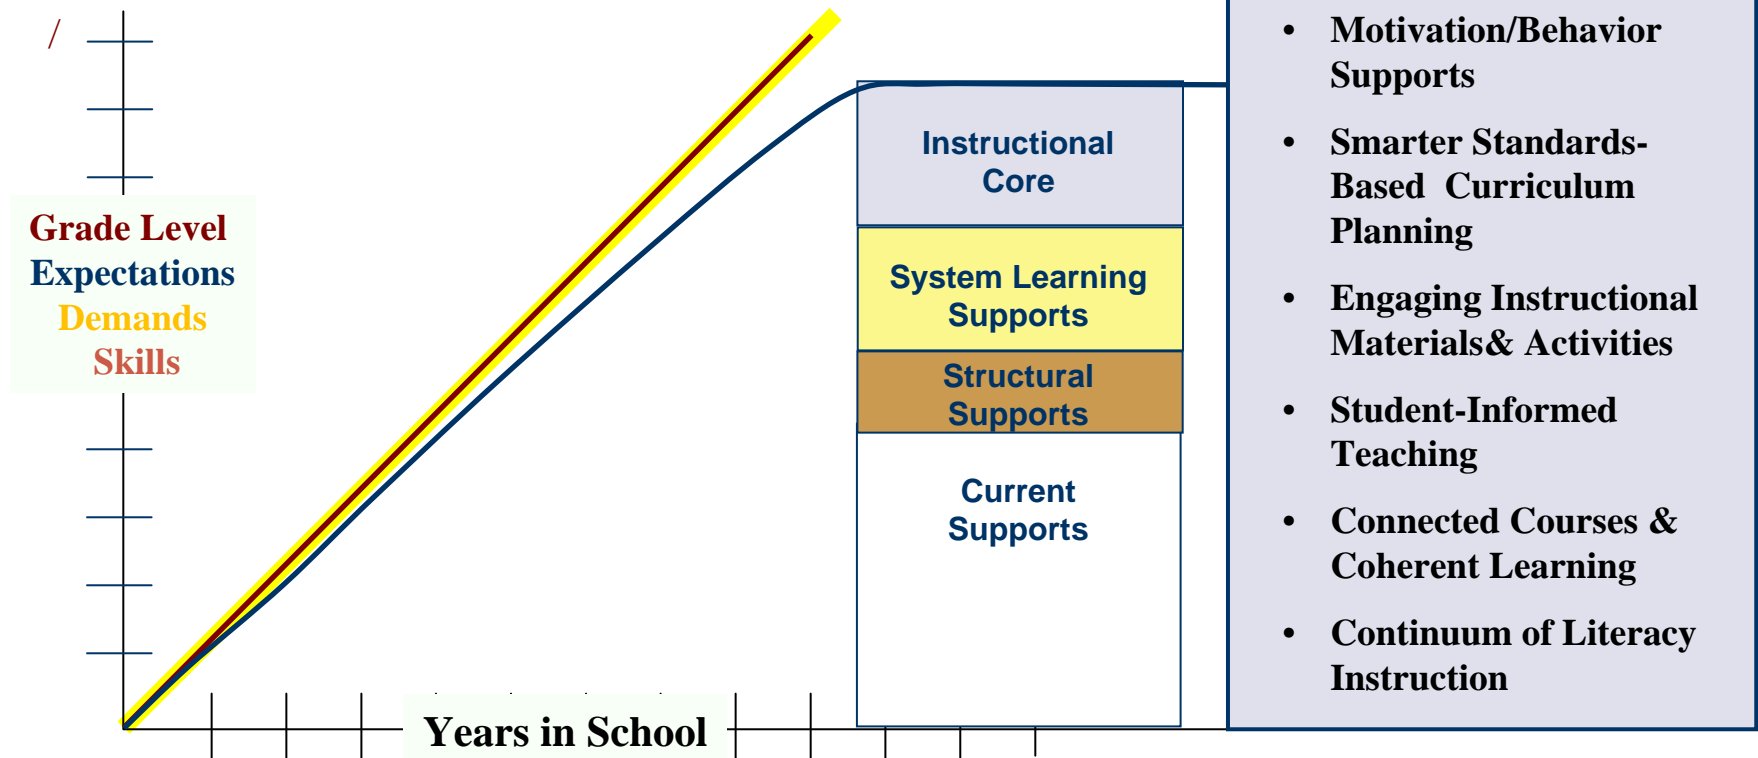 /
Grade Level
Expectations
Demands
Skills
Years in School
Instructional
Core
System Learning
Supports
Structural
Supports
Current
Supports
• Motivation/Behavior
Supports
• Smarter Standards-
Based Curriculum
Planning
• Engaging Instructional
Materials& Activities
• Student-Informed
Teaching
• Connected Courses &
Coherent Learning
• Continuum of Literacy
Instruction